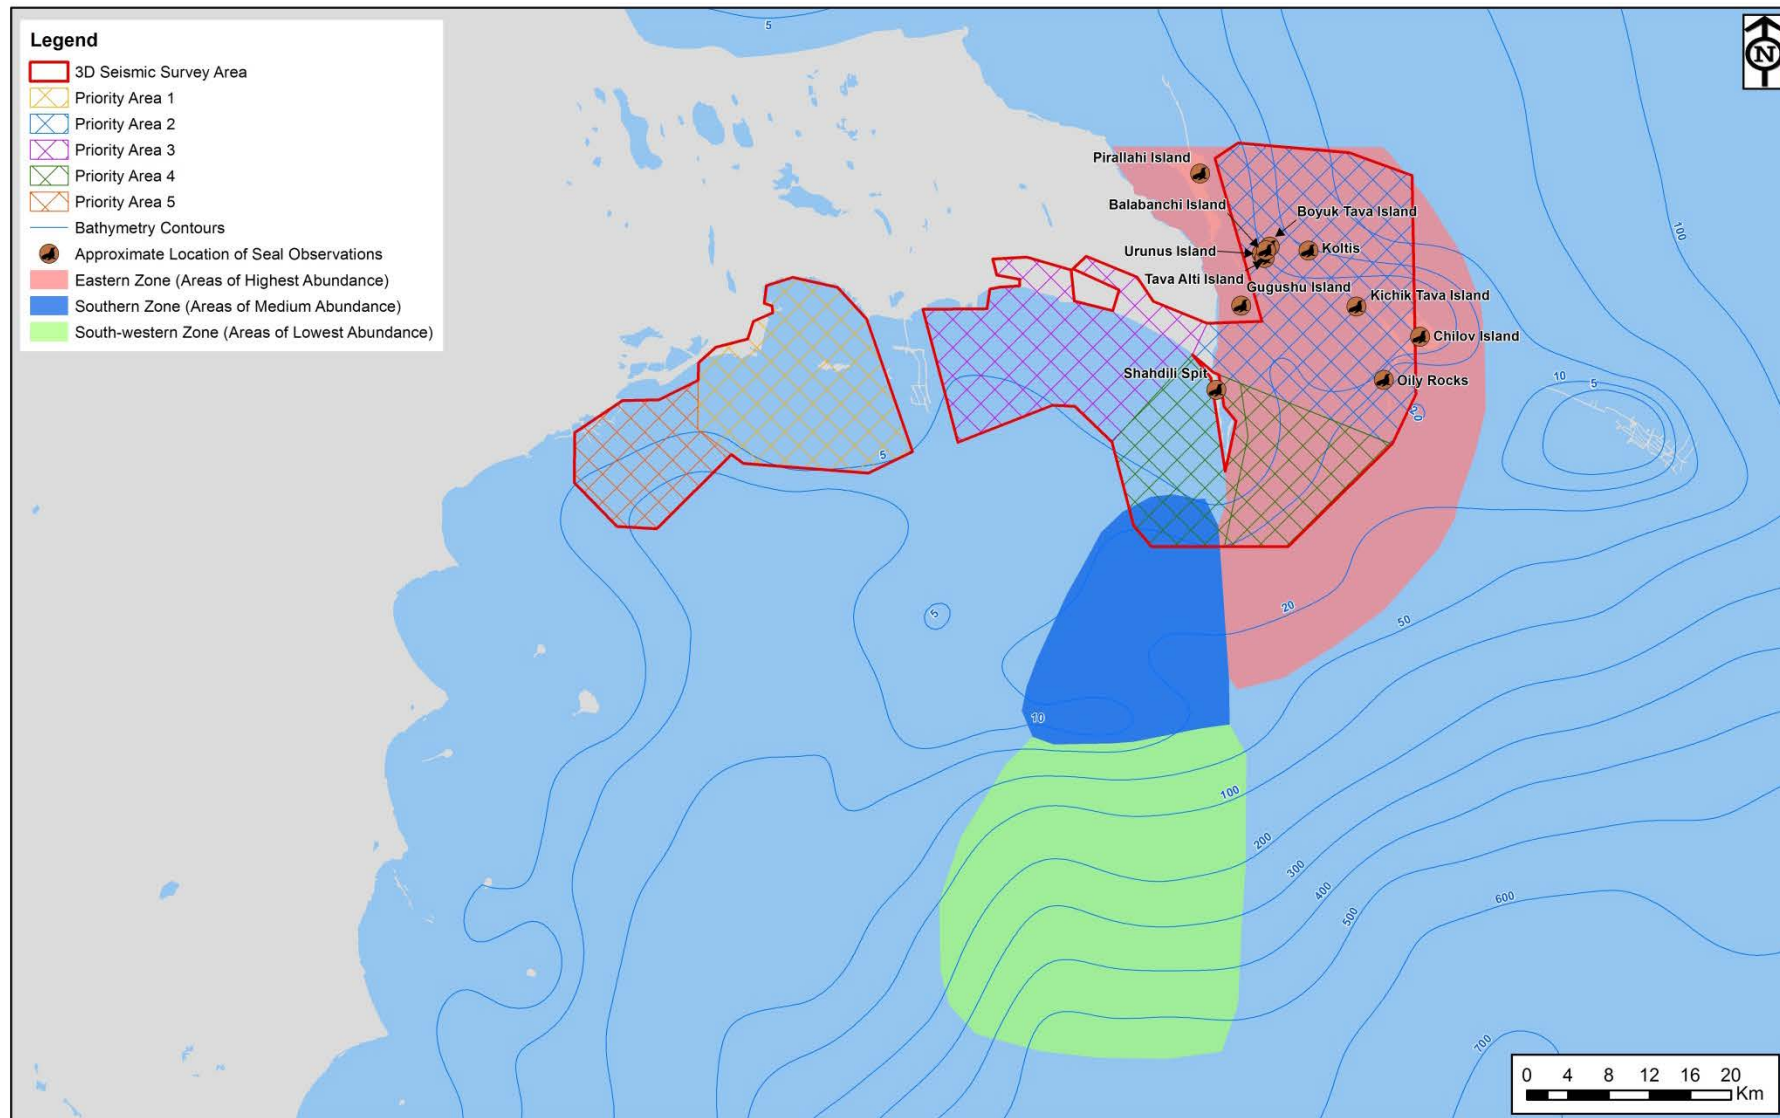 Legend
3D Seismic Survey Area
Priority Area 1
Priority Area 2
Priority Area 3
Priority Area 4
Priority Area 5
Bathymetry Contours
Approximate Location of Seal Observations
Eastern Zone (Areas of Highest Abundance)
Southern Zone (Areas of Medium Abundance)
South-western Zone (Areas of Lowest Abundance)
5
N
Pirallahi Island
Balabanchi Island
Boyuk Tava Island
Urunus Island
Koltis
Tava Alti Island
Gugushu Island
Kichik Tava Island
Chilov Island
Shahdili Spit
Oily Rocks
100
10
5
20
5
5
20
50
10
100
200
300
400
500
600
700
0 4 8 12 16 20
Km